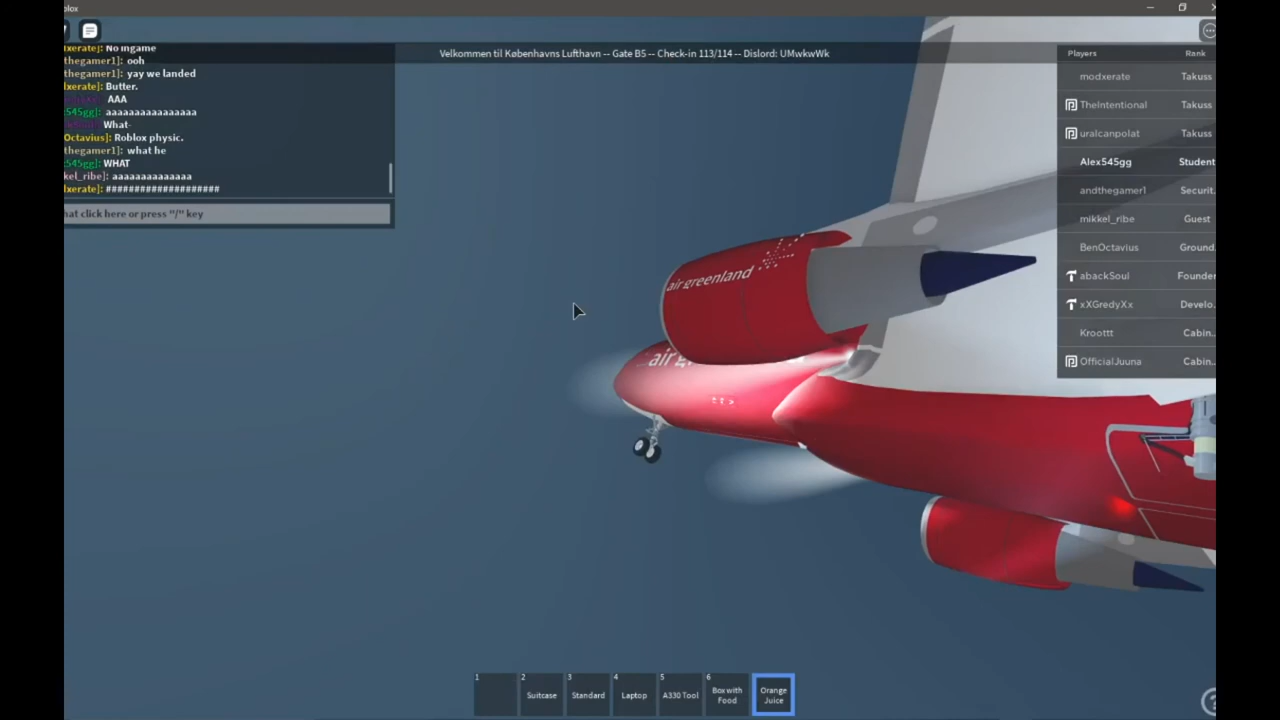 olox
lxerate]: No ingame
thegamer1]: ooh
thegamer1]: yay we landed
lxerate]: Butter.
AAA
545gg]: aaaaaaaaaaaaaaaa
What-
Octavius]: Roblox physic.
thegamer1]: what he
545gg]: WHAT
kel_ribe]: aaaaaaaaaaaaaa
lxerate]: ####################
hat click here or press "/" key
Velkommen til Københavns Lufthavn -- Gate B5 -- Check-in 113/114 -- Dislord: UMwkwWk
Players Rank
modxerate Takuss
TheIntentional Takuss
uralcanpolat Takuss
Alex545gg Student
andthegamer1 Securit..
mikkel_ribe Guest
BenOctavius Ground..
abackSoul Founder
xXGredyXx Develo..
Kroottt Cabin..
OfficialJuuna Cabin..
air greenland
air g
1
2 Suitcase
3 Standard
4 Laptop
5 A330 Tool
6 Box with Food
Orange Juice